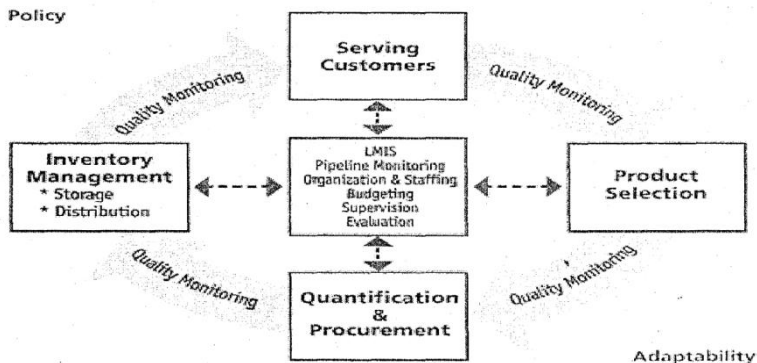 Policy
Serving
Customers
Quality Monitoring
Quality Monitoring
Inventory
Management
* Storage
* Distribution
LMIS
Pipeline Monitoring
Organization & Staffing
Budgeting
Supervision
Evaluation
Product
Selection
Quality Monitoring
Quality Monitoring
Quantification
&
Procurement
Adaptability